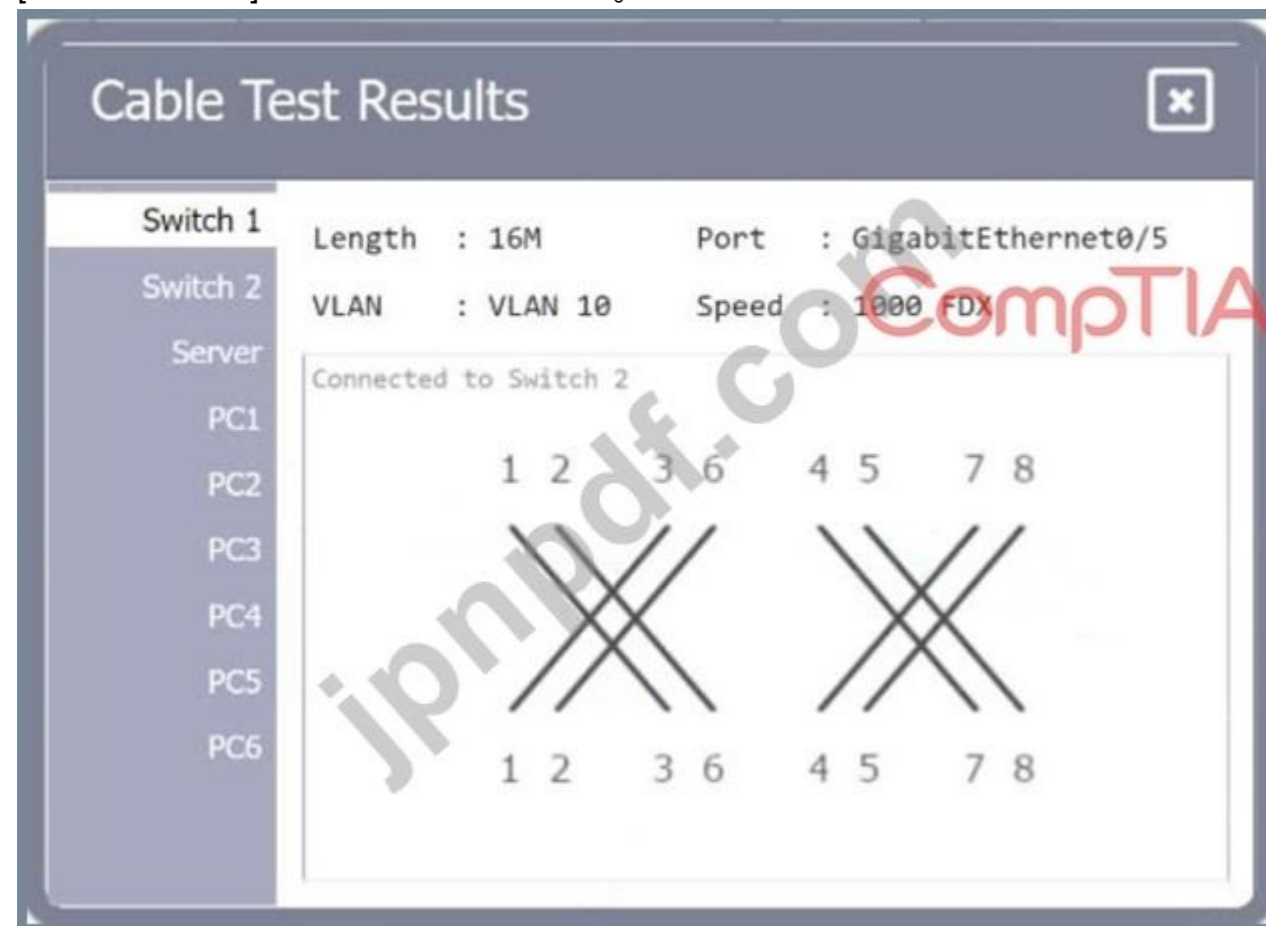 Cable Test Results
Switch 1
Switch 2
Server
PC1
PC2
PC3
PC4
PC5
PC6
Length : 16M Port : GigabitEthernet0/5
VLAN : VLAN 10 Speed : 1000 FDX
CompTIA
Connected to Switch 2
1 2 3 6 4 5 7 8
1 2 3 6 4 5 7 8
jpnpdf.com